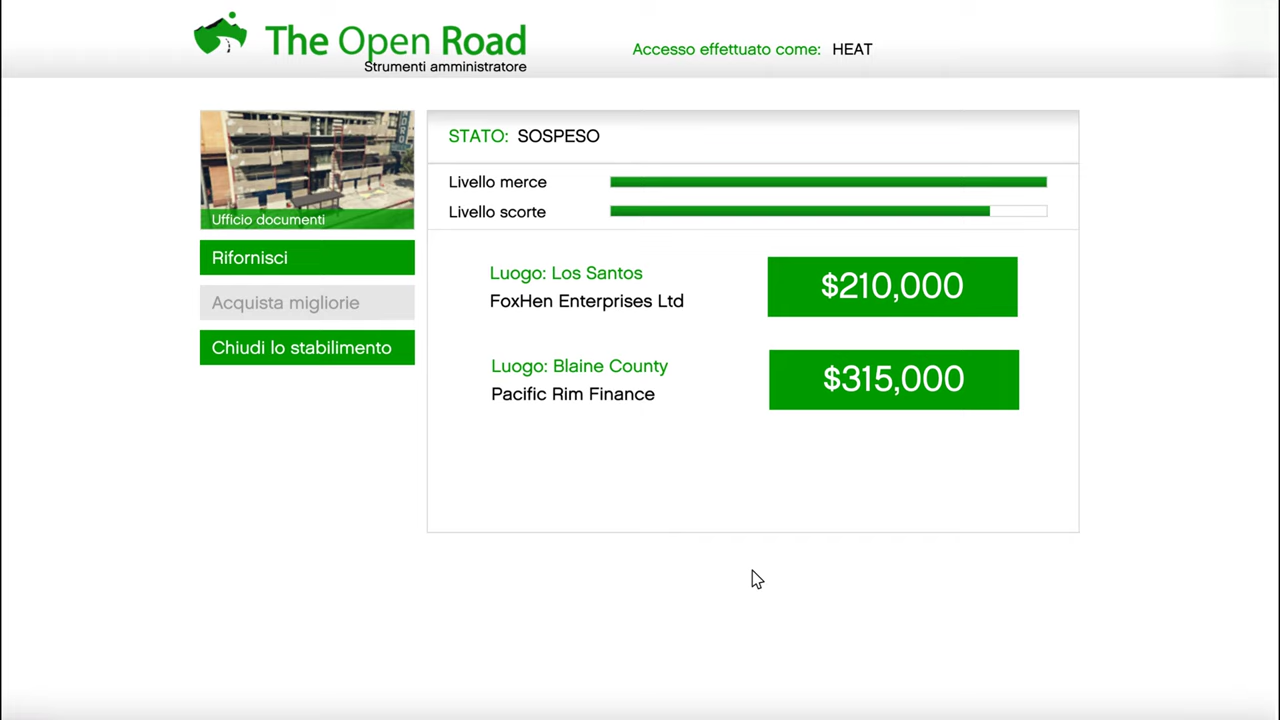 The Open Road
Strumenti amministratore
Accesso effettuato come: HEAT
Ufficio documenti
Rifornisci
Acquista migliorie
Chiudi lo stabilimento
STATO: SOSPESO
Livello merce
Livello scorte
Luogo: Los Santos
FoxHen Enterprises Ltd
$210,000
Luogo: Blaine County
Pacific Rim Finance
$315,000